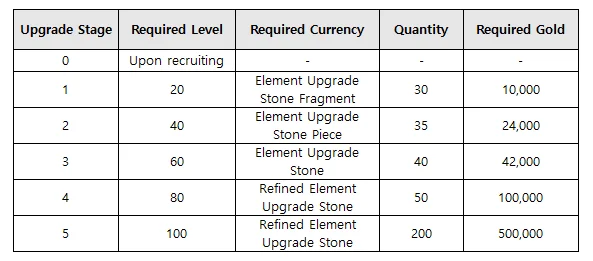 Upgrade Stage Required Level Required Currency Quantity Required Gold
0 Upon recruiting - - -
1 20 Element Upgrade Stone Fragment 30 10,000
2 40 Element Upgrade Stone Piece 35 24,000
3 60 Element Upgrade Stone 40 42,000
4 80 Refined Element Upgrade Stone 50 100,000
5 100 Refined Element Upgrade Stone 200 500,000